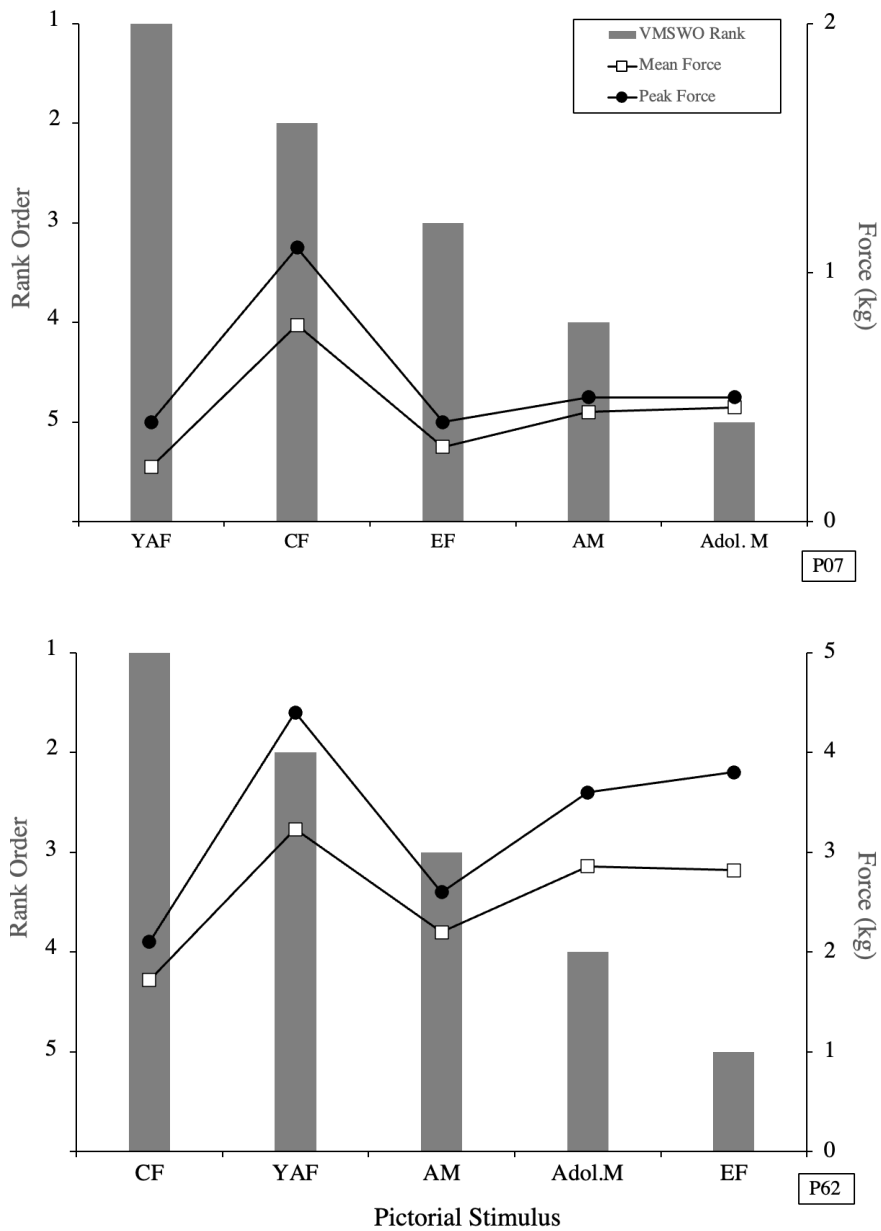 1
2
3
4
5
Rank Order
VMSWO Rank
Mean Force
Peak Force
2
1
0
Force (kg)
YAF CF EF AM Adol. M
P07
1
2
3
4
5
Rank Order
5
4
3
2
1
0
Force (kg)
CF YAF AM Adol.M EF
P62
Pictorial Stimulus